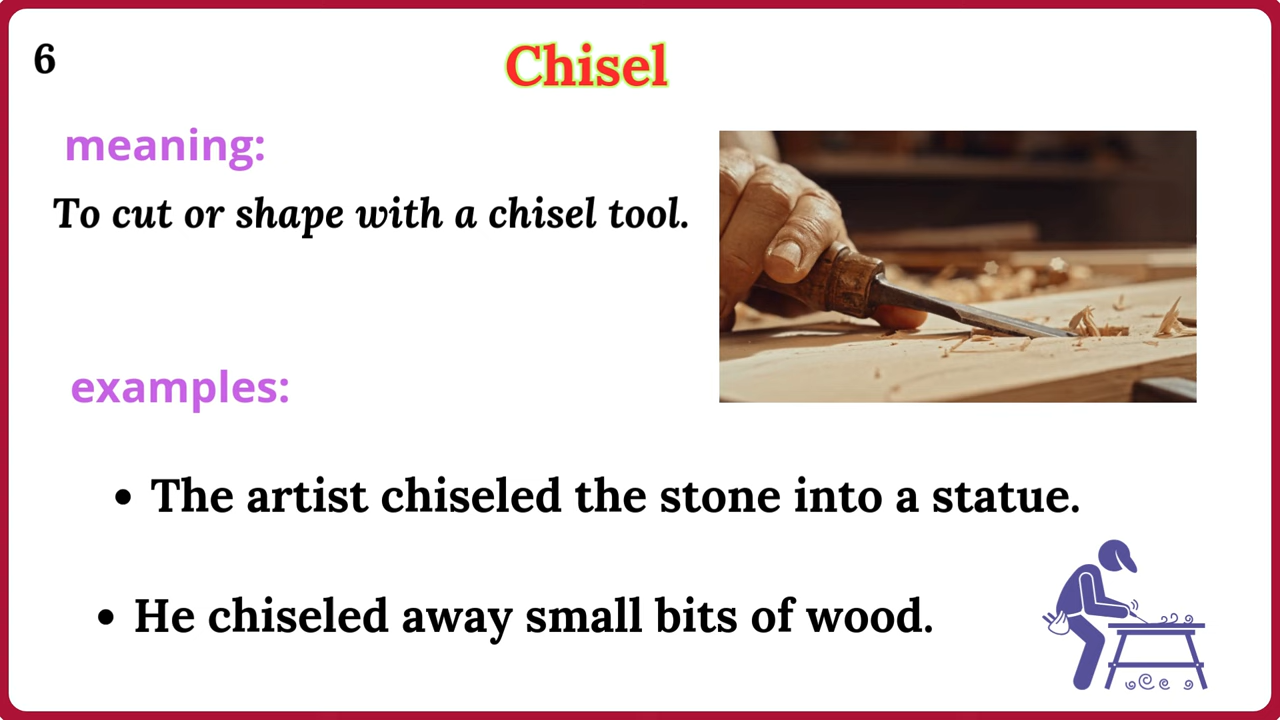 6
Chisel
meaning:
To cut or shape with a chisel tool.
examples:
• The artist chiseled the stone into a statue.
• He chiseled away small bits of wood.